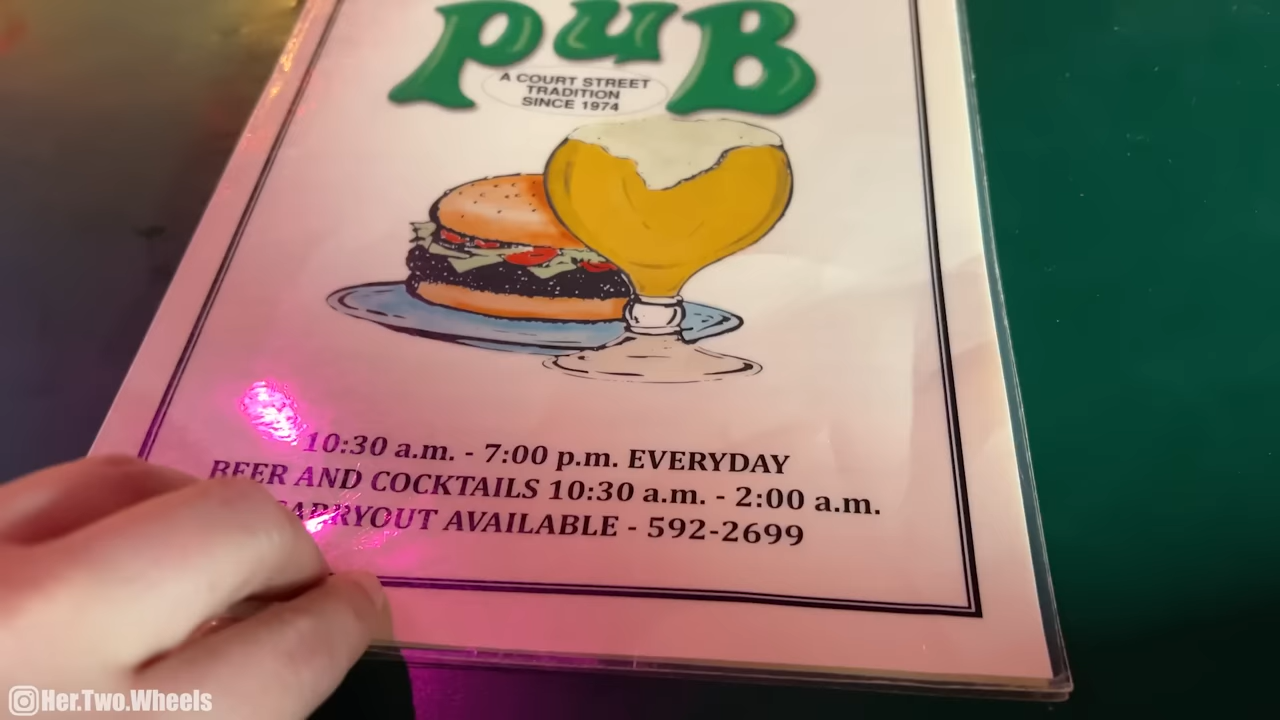 PUB
A COURT STREET
TRADITION
SINCE 1974
10:30 a.m. - 7:00 p.m. EVERYDAY
BEER AND COCKTAILS 10:30 a.m. - 2:00 a.m.
CARRYOUT AVAILABLE - 592-2699
Her.Two.Wheels